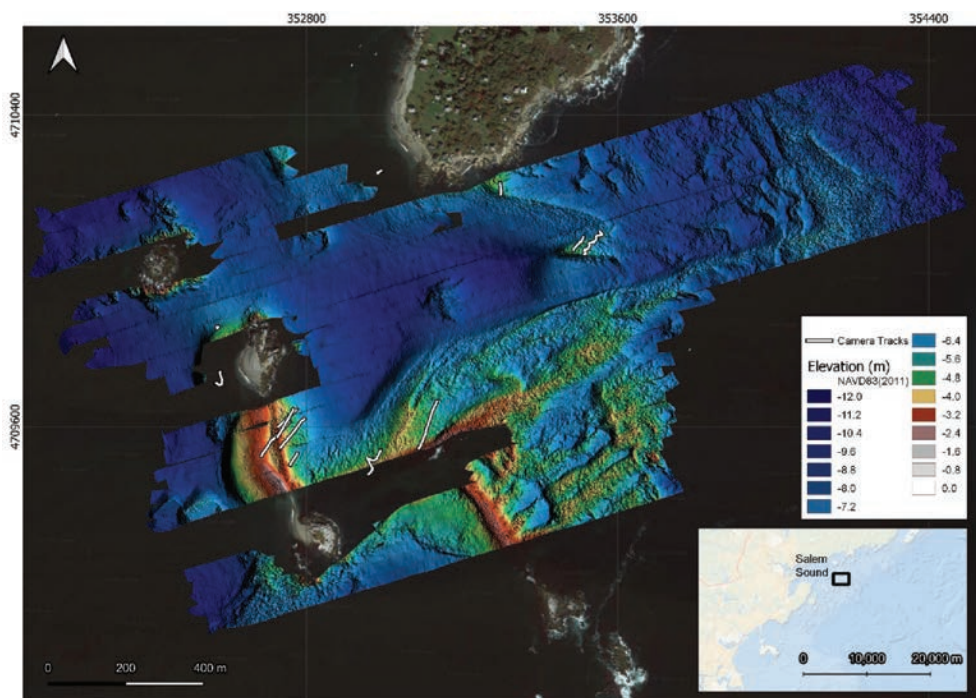 352800 353600 354400
4710400
4709600
Camera Tracks
Elevation (m)
NAVD83(2011)
-12.0
-11.2
-10.4
-9.6
-8.8
-8.0
-7.2
-6.4
-5.6
-4.8
-4.0
-3.2
-2.4
-1.6
-0.8
0.0
Salem
Sound
0 10,000 20,000 m
0 200 400 m